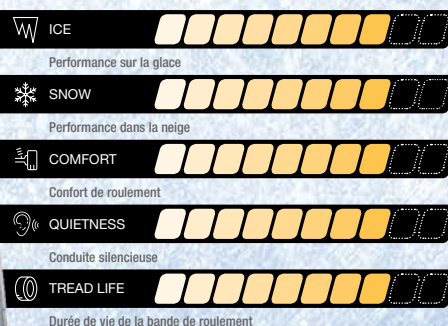 ICE
Performance sur la glace
SNOW
Performance dans la neige
COMFORT
Confort de roulement
QUIETNESS
Conduite silencieuse
TREAD LIFE
Durée de vie de la bande de roulement